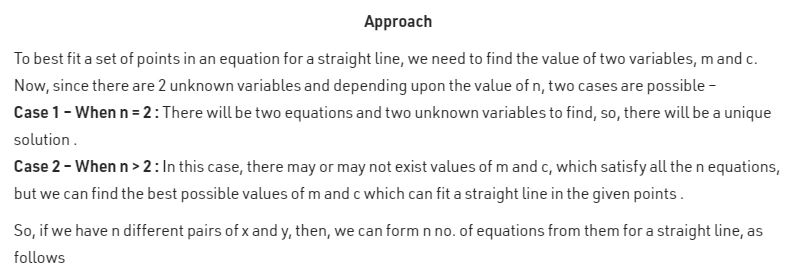 Approach
To best fit a set of points in an equation for a straight line, we need to find the value of two variables, m and c.
Now, since there are 2 unknown variables and depending upon the value of n, two cases are possible –
Case 1 – When n = 2 : There will be two equations and two unknown variables to find, so, there will be a unique
solution .
Case 2 – When n > 2 : In this case, there may or may not exist values of m and c, which satisfy all the n equations,
but we can find the best possible values of m and c which can fit a straight line in the given points .
So, if we have n different pairs of x and y, then, we can form n no. of equations from them for a straight line, as
follows